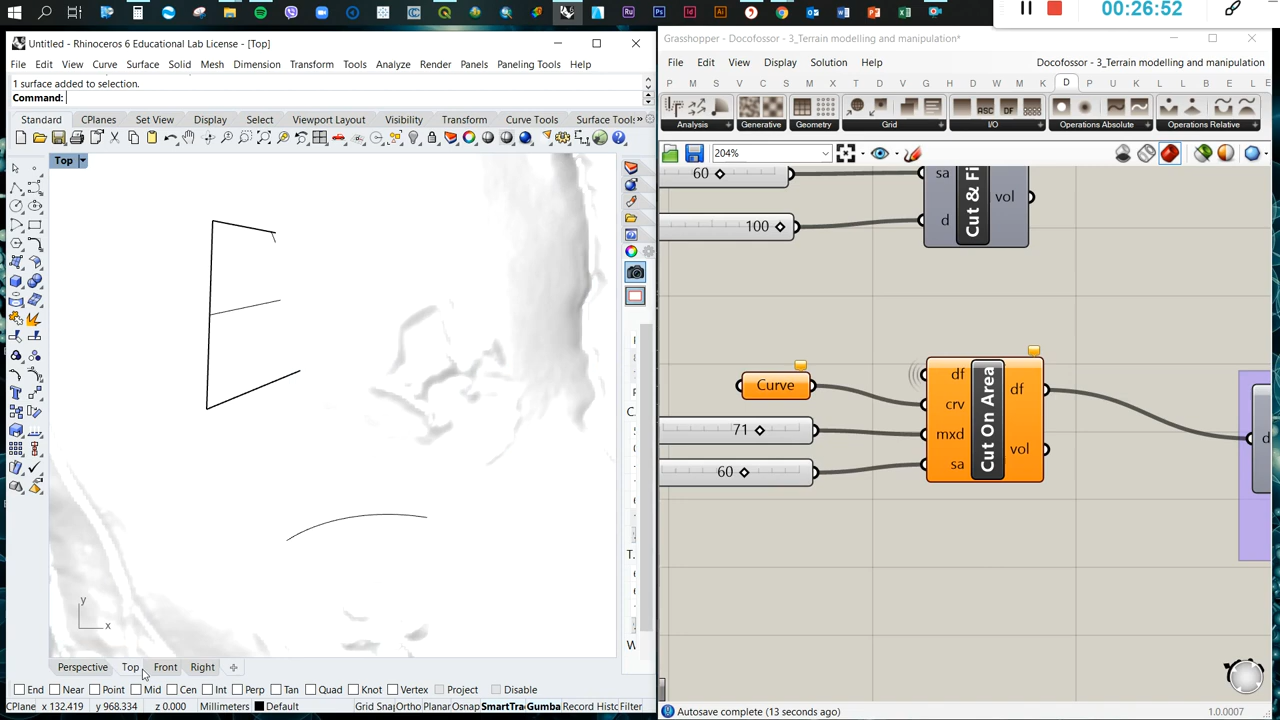 00:26:52
Untitled - Rhinoceros 6 Educational Lab License - [Top]
File Edit View Curve Surface Solid Mesh Dimension Transform Tools Analyze Render Panels Paneling Tools Help
1 surface added to selection.
Command:
Standard CPlanes Set View Display Select Viewport Layout Visibility Transform Curve Tools Surface Tools
Top
y
x
Perspective Top Front Right
End Near Point Mid Cen Int Perp Tan Quad Knot Vertex Project Disable
CPlane x 132.419 y 968.334 z 0.000 Millimeters Default Grid Snap Ortho Planar Osnap SmartTrack Gumball Record History Filter
Grasshopper - Docofossor - 3_Terrain modelling and manipulation*
File Edit View Display Solution Help
Docofossor - 3_Terrain modelling and manipulation
P M V S I S G H D N M K D E L L E B
Analysis Generative Geometry Grid I/O Operations Absolute Operations Relative
ASC DF
204%
60
100
sa
d
Cut & Fi
vol
Curve
71
60
df
crv
mxd
sa
Cut On Area
df
vol
d
Autosave complete (13 seconds ago)
1.0.0007